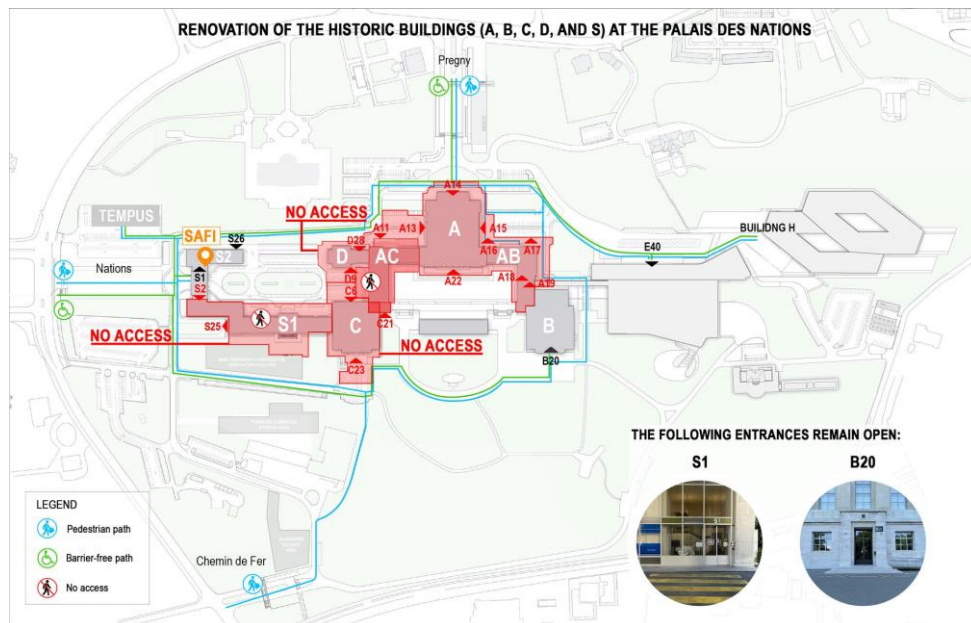 RENOVATION OF THE HISTORIC BUILDINGS (A, B, C, D, AND S) AT THE PALAIS DES NATIONS
Pregny
TEMPUS
NO ACCESS
A14
SAFI
S26
A11
A13
A
A15
BUILIDNG H
S2
D28
A16
A17
E40
Nations
D
AC
AB
S1
D9
A22
A18
A19
S2
C6
S25
S1
C
C21
B
NO ACCESS
NO ACCESS
B20
C23
THE FOLLOWING ENTRANCES REMAIN OPEN:
S1
B20
LEGEND
Pedestrian path
Barrier-free path
No access
Chemin de Fer